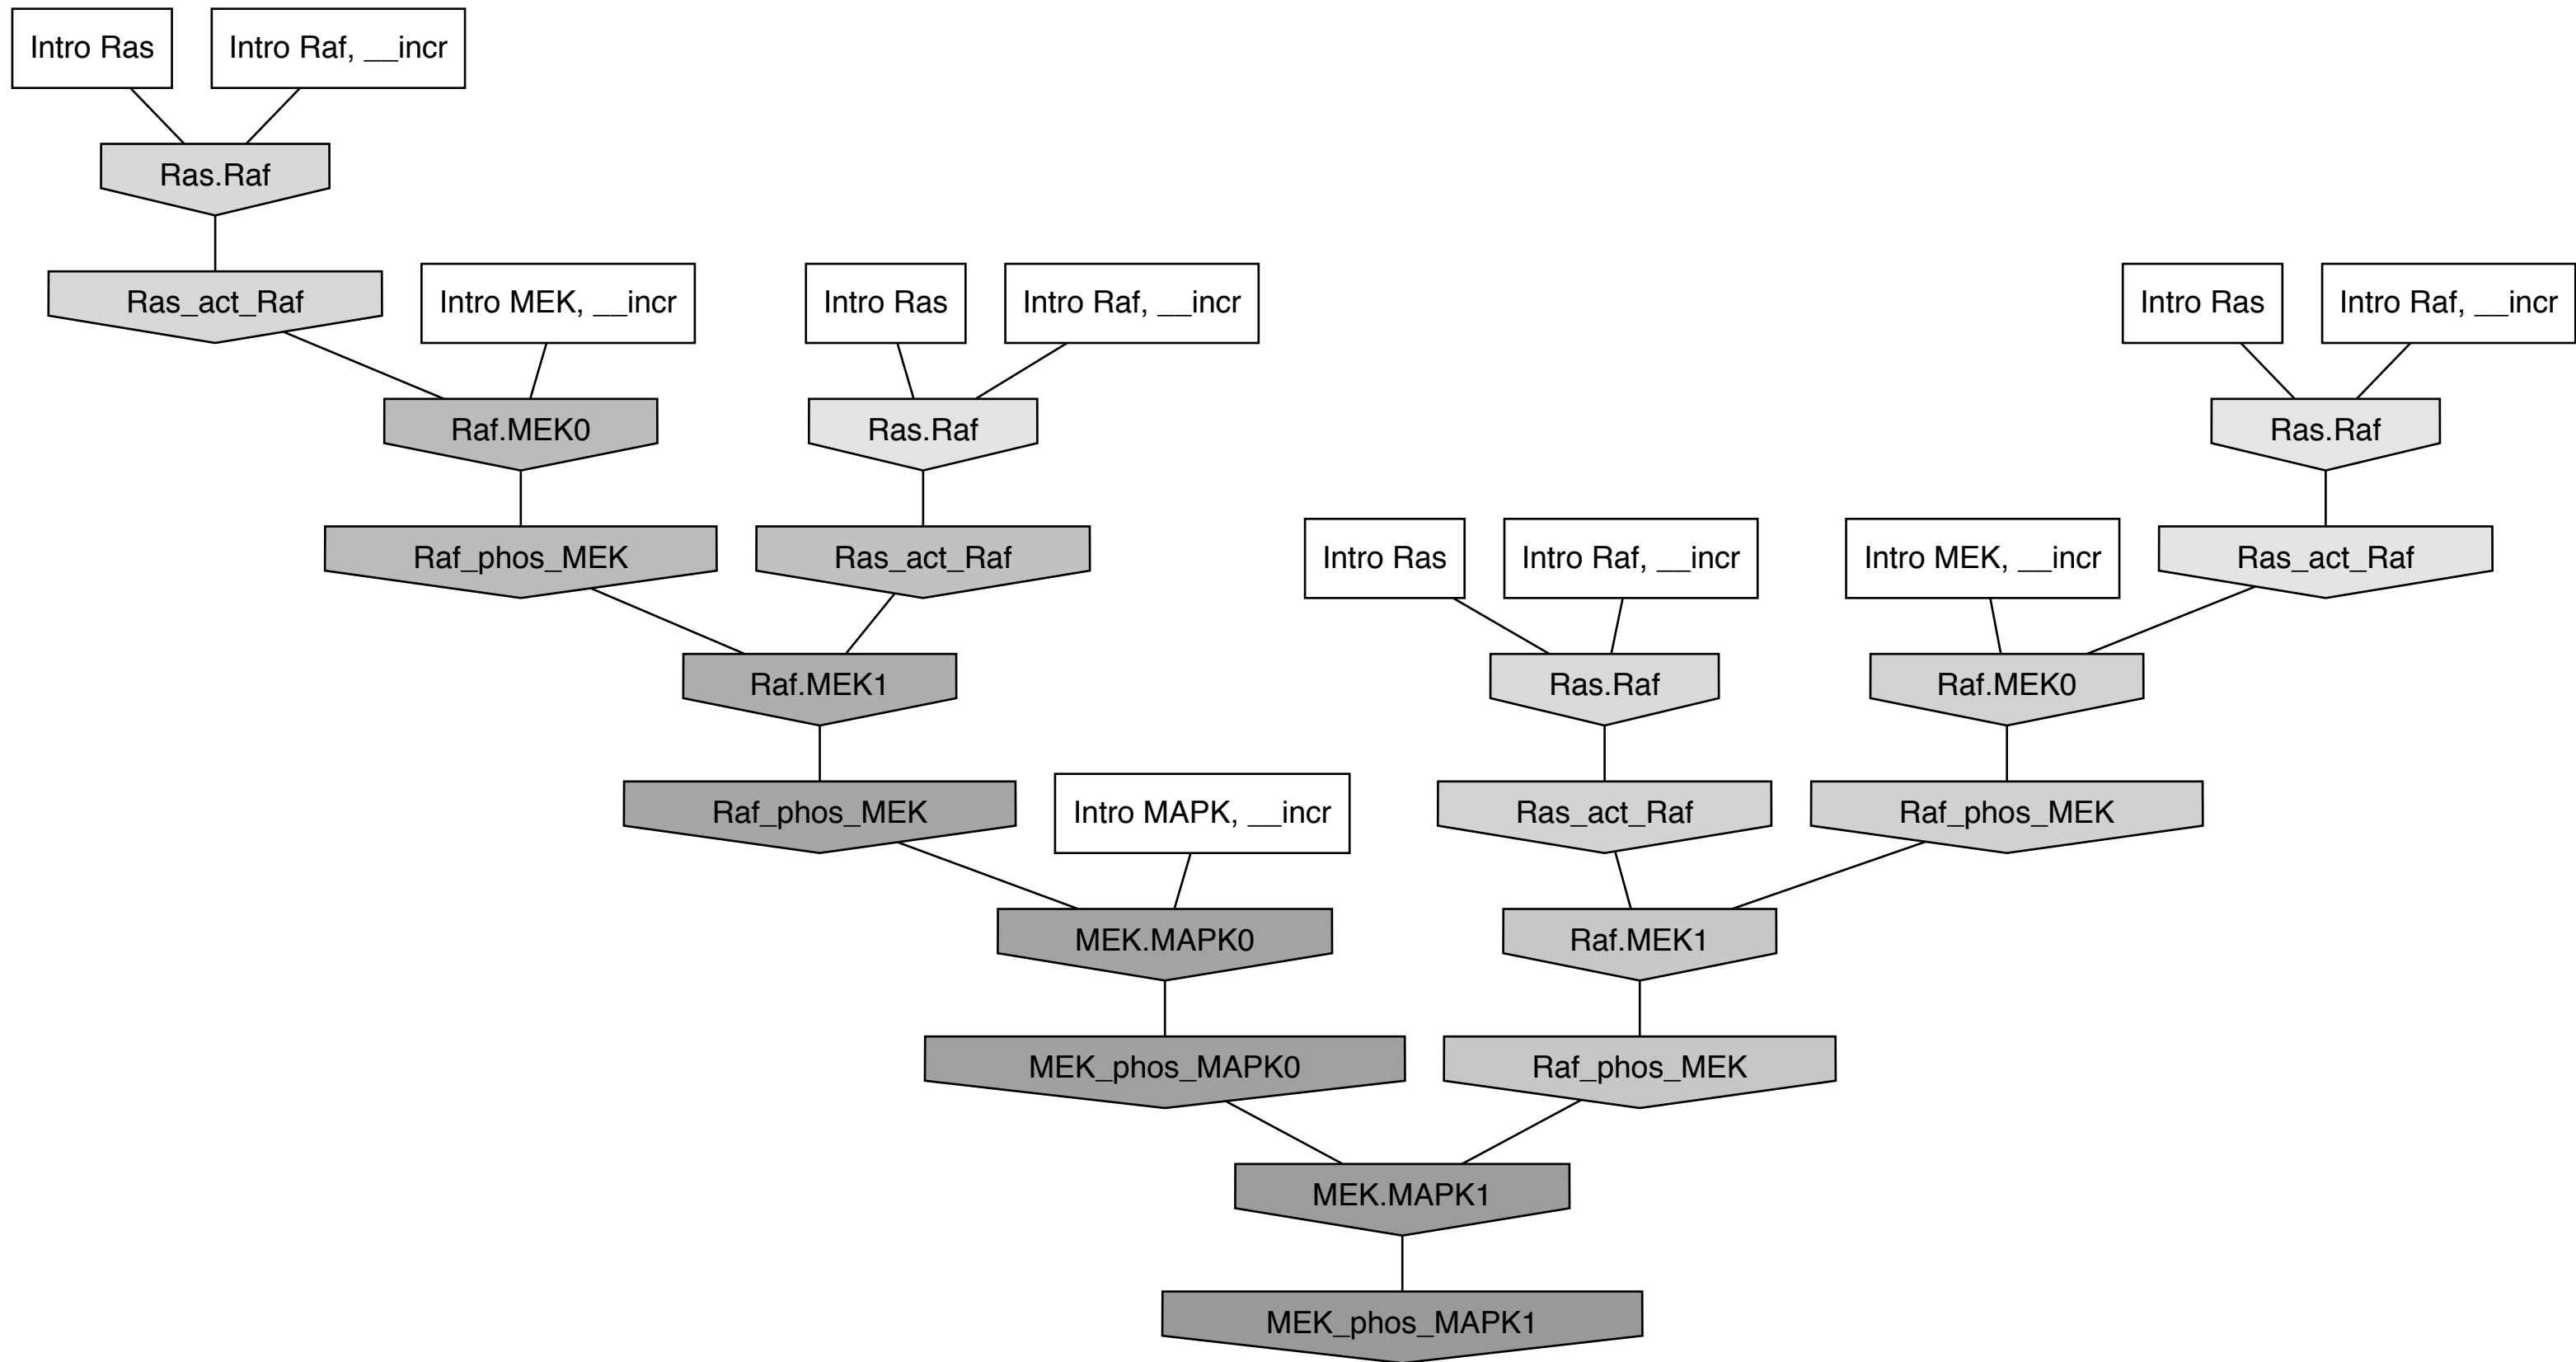 Intro Ras
Intro Raf, __incr
Ras.Raf
Ras_act_Raf
Intro MEK, __incr
Intro Ras
Intro Raf, __incr
Intro Ras
Intro Raf, __incr
Raf.MEK0
Ras.Raf
Ras.Raf
Raf_phos_MEK
Ras_act_Raf
Intro Ras
Intro Raf, __incr
Intro MEK, __incr
Ras_act_Raf
Raf.MEK1
Ras.Raf
Raf.MEK0
Raf_phos_MEK
Intro MAPK, __incr
Ras_act_Raf
Raf_phos_MEK
MEK.MAPK0
Raf.MEK1
MEK_phos_MAPK0
Raf_phos_MEK
MEK.MAPK1
MEK_phos_MAPK1